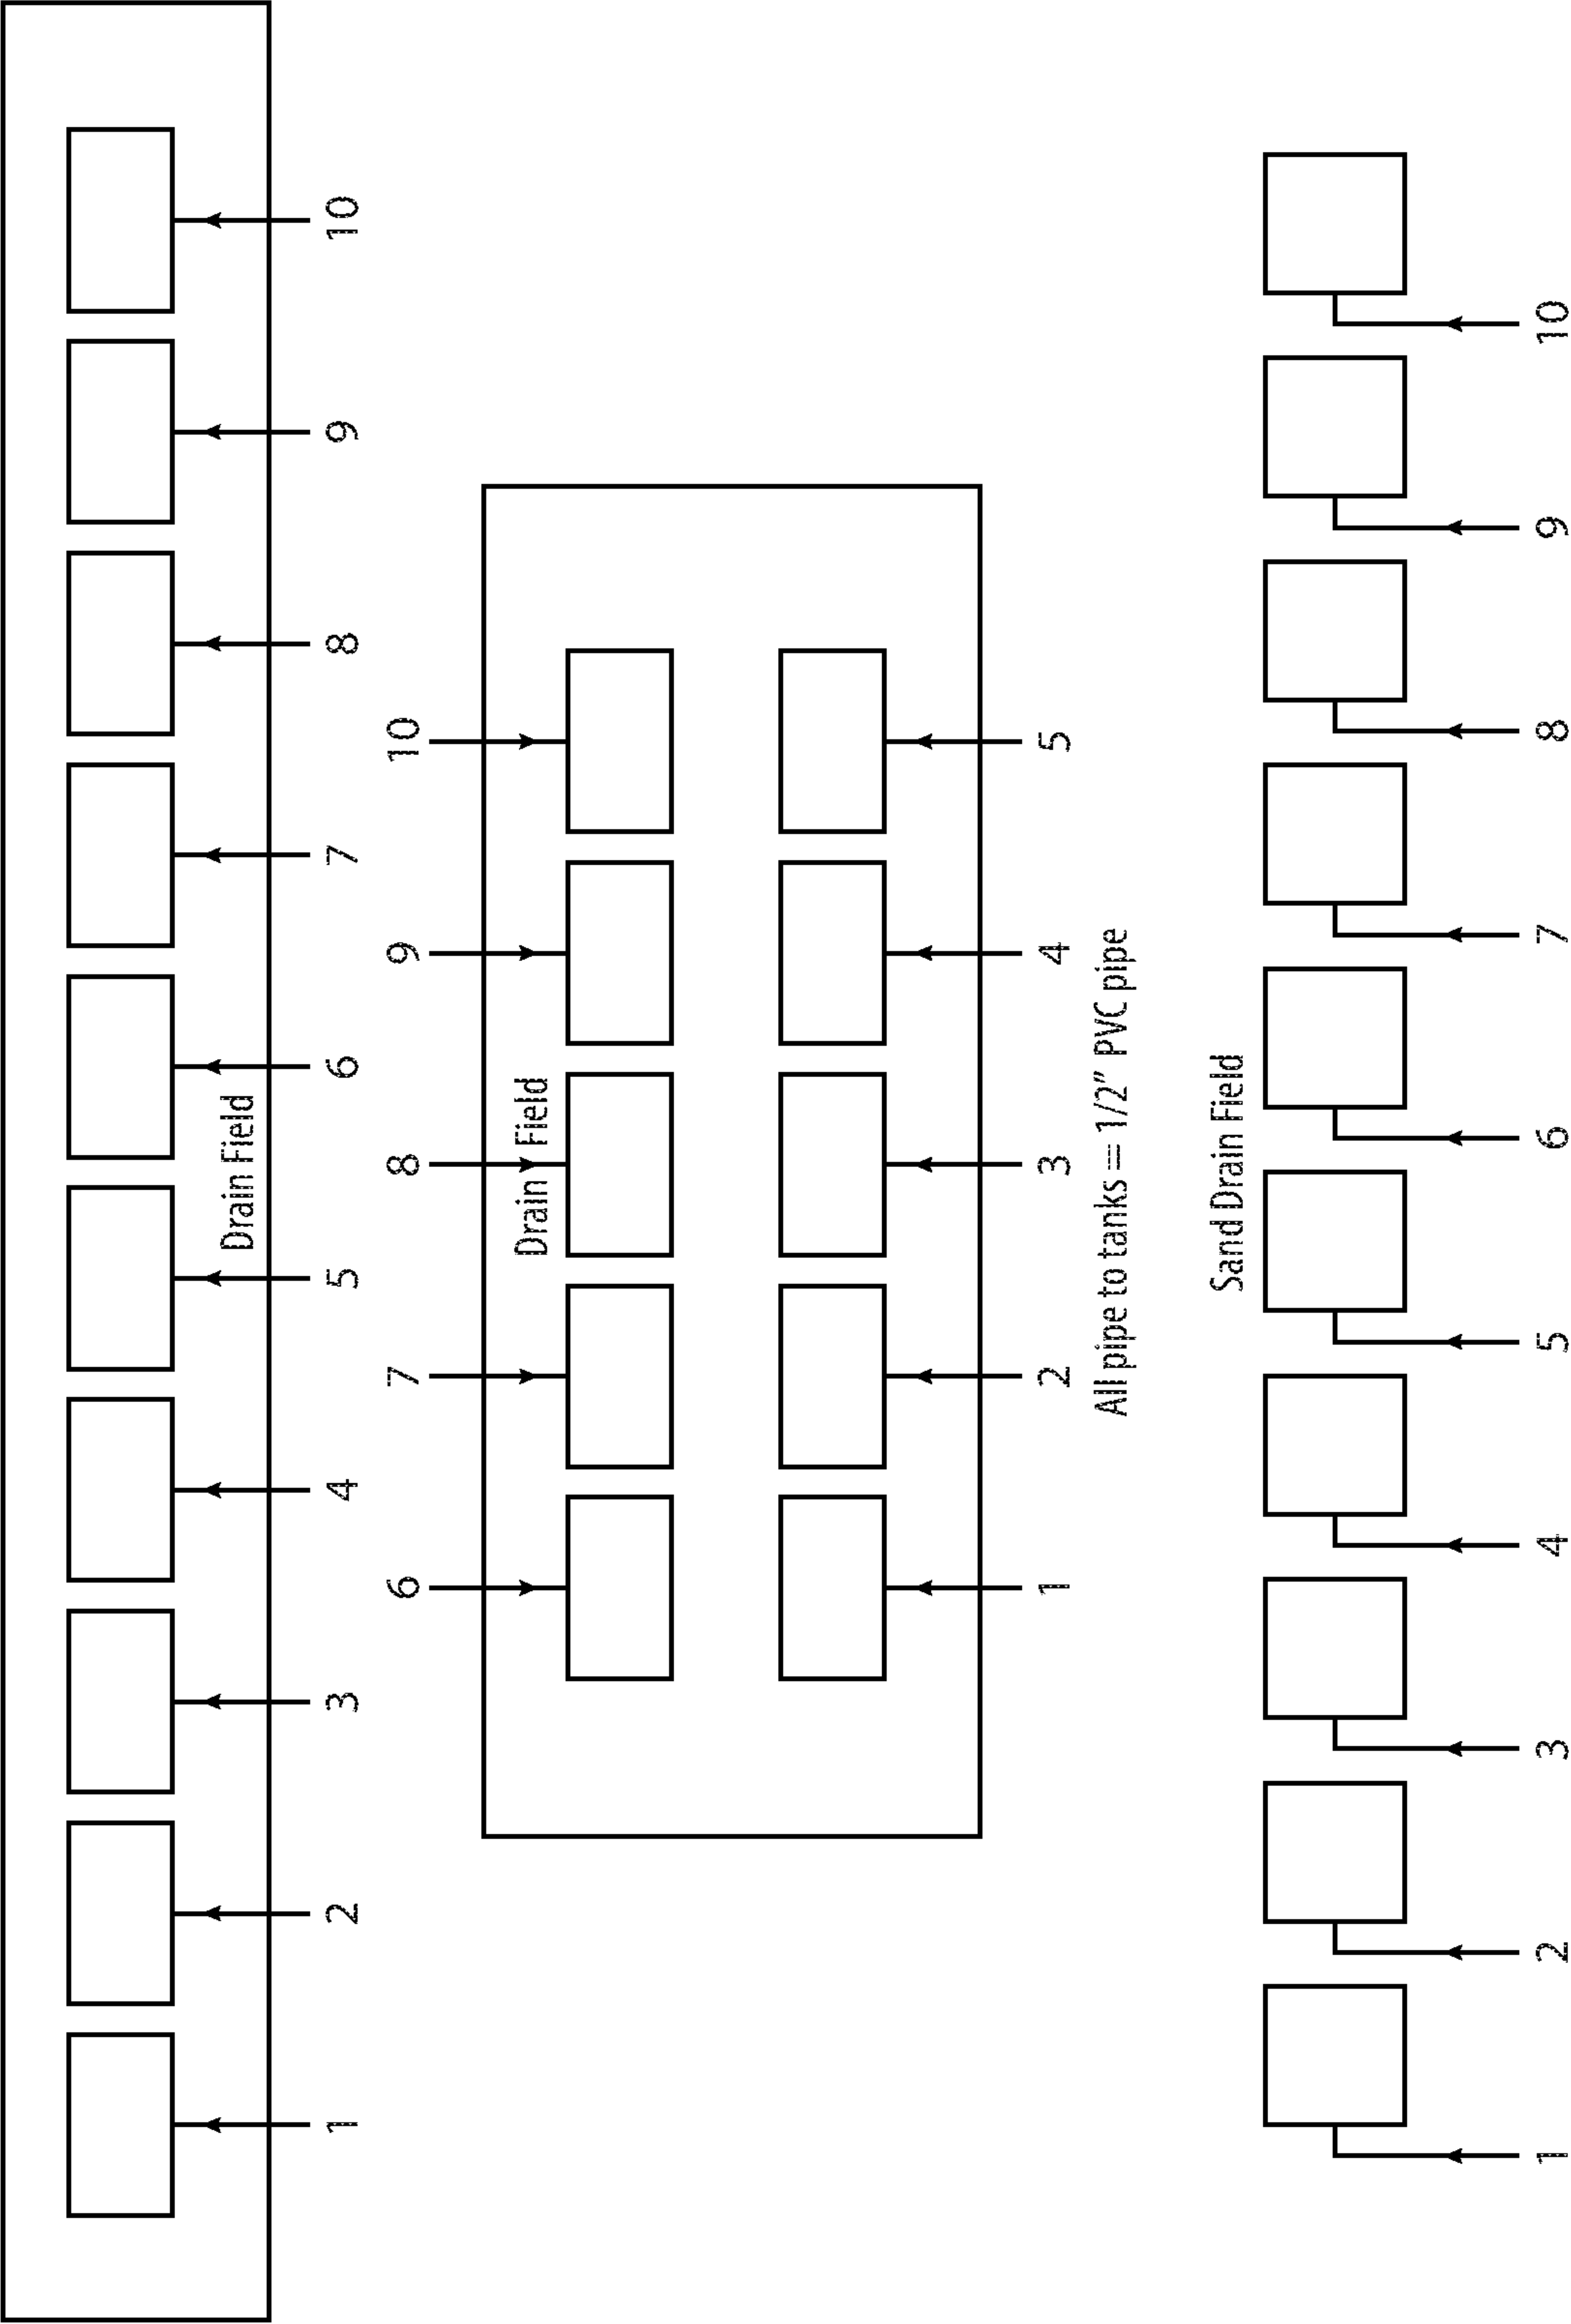 Drain Field
1 2 3 4 5 6 7 8 9 10
6 7 8 9 10
Drain Field
1 2 3 4 5
All pipe to tanks = 1/2” PVC pipe
Sand Drain Field
1 2 3 4 5 6 7 8 9 10